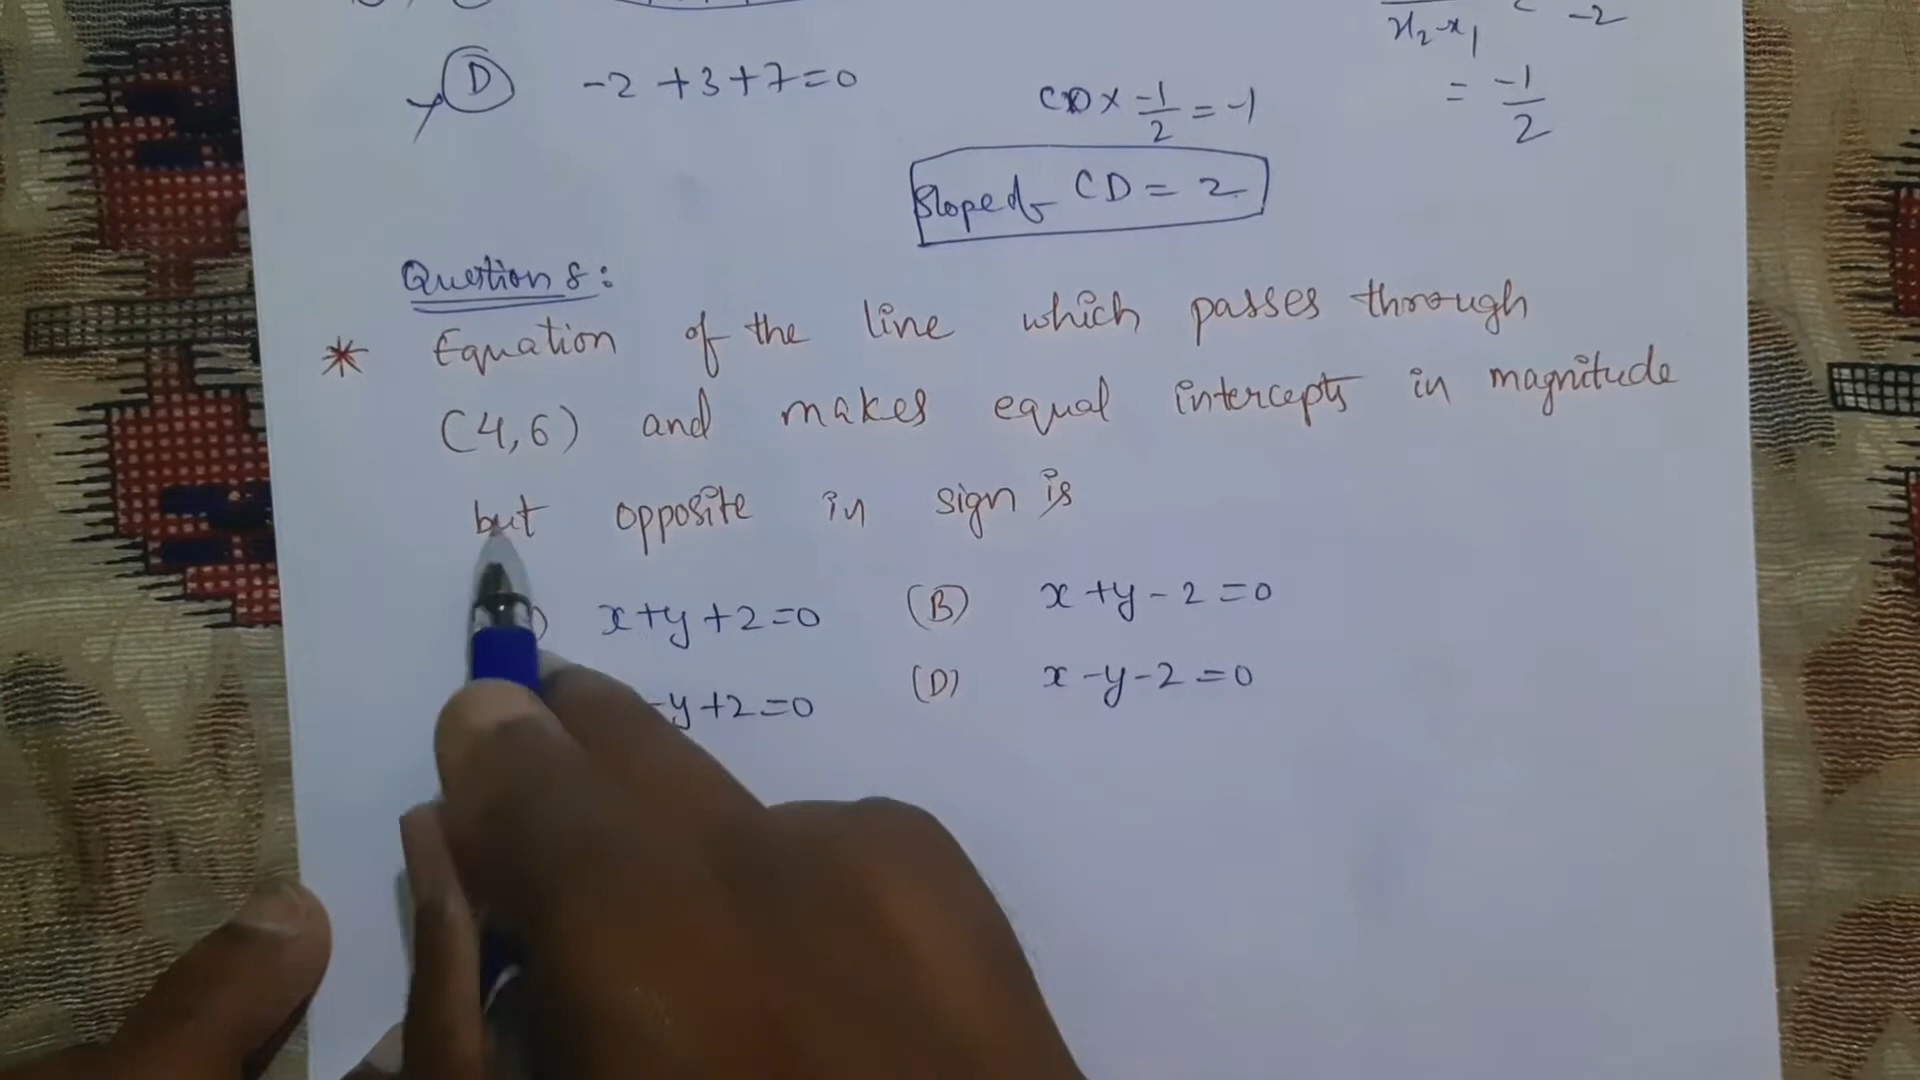 x₂-x₁
-2
(D) -2 +3+7=0
= -1/2
CD × -1/2 = -1
Slope of CD = 2
Question 8:
* Equation of the line which passes through
(4,6) and makes equal intercepts in magnitude
but opposite in sign is
) x+y+2=0 (B) x+y-2=0
-y+2=0 (D) x-y-2=0